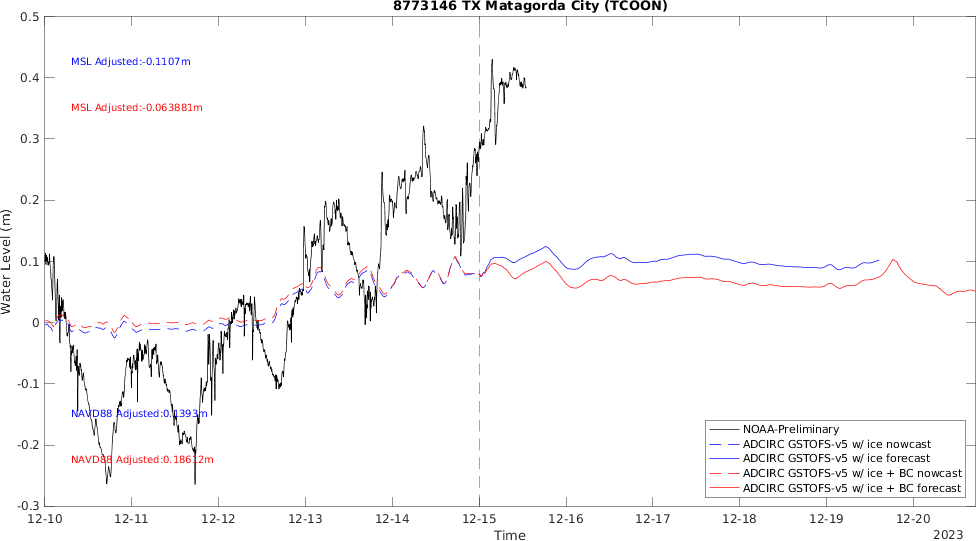 8773146 TX Matagorda City (TCOON)
0.5
0.4
0.3
0.2
0.1
0
-0.1
-0.2
-0.3
Water Level (m)
MSL Adjusted:-0.1107m
MSL Adjusted:-0.063881m
NAVD88 Adjusted:0.1393m
NAVD88 Adjusted:0.18612m
NOAA-Preliminary
ADCIRC GSTOFS-v5 w/ ice nowcast
ADCIRC GSTOFS-v5 w/ ice forecast
ADCIRC GSTOFS-v5 w/ ice + BC nowcast
ADCIRC GSTOFS-v5 w/ ice + BC forecast
12-10 12-11 12-12 12-13 12-14 12-15 12-16 12-17 12-18 12-19 12-20
Time
2023